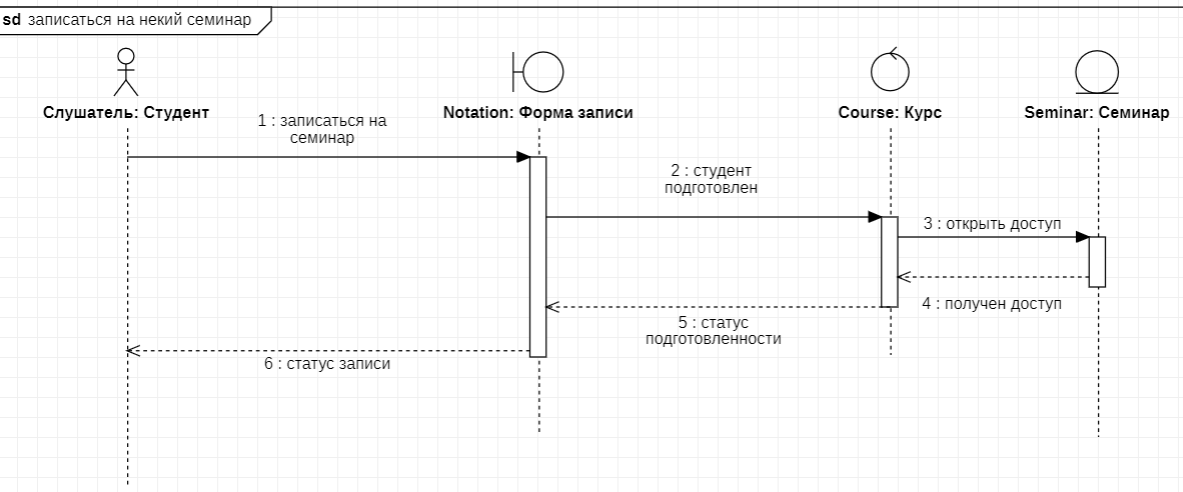 sd записаться на некий семинар
Слушатель: Студент
Notation: Форма записи
Course: Курс
Seminar: Семинар
1 : записаться на
семинар
2 : студент
подготовлен
3 : открыть доступ
4 : получен доступ
5 : статус
подготовленности
6 : статус записи